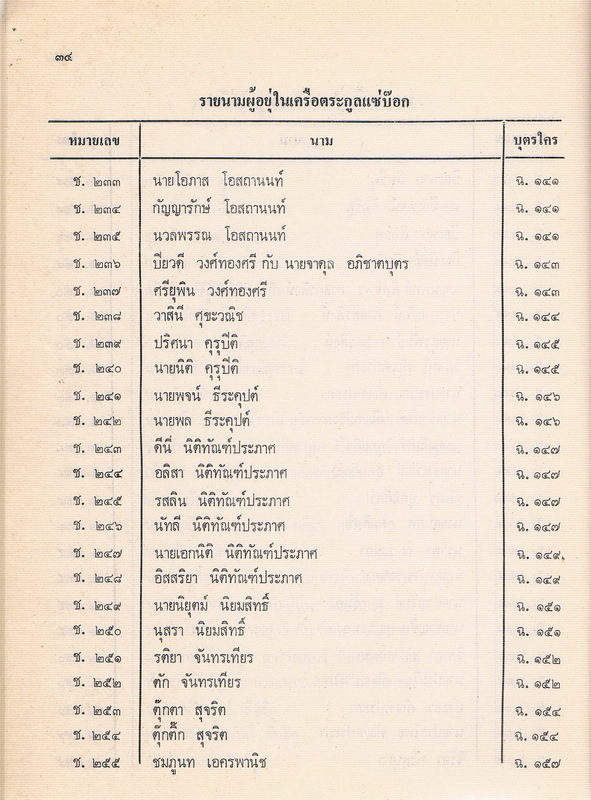 ๓๔
รายนามผู้อยู่ในเครือตระกูลแซ่บ๊อก
หมายเลข นาม บุตรใคร
ช. ๒๓๓ นายโอภาส โอสถานนท์ ฉ. ๑๔๑
ช. ๒๓๔ กัญญารักษ์ โอสถานนท์ ฉ. ๑๔๑
ช. ๒๓๕ นวลพรรณ โอสถานนท์ ฉ. ๑๔๑
ช. ๒๓๖ ปิยวดี วงศ์ทองศรี กับ นายจาตุล อภิชาตบุตร ฉ. ๑๔๓
ช. ๒๓๗ ศรียุพิน วงศ์ทองศรี ฉ. ๑๔๓
ช. ๒๓๘ วาสินี ศุขะวณิช ฉ. ๑๔๔
ช. ๒๓๙ ปริศนา คุรุปีติ ฉ. ๑๔๕
ช. ๒๔๐ นายนิติ คุรุปีติ ฉ. ๑๔๕
ช. ๒๔๑ นายพจน์ ธีระคุปต์ ฉ. ๑๔๖
ช. ๒๔๒ นายพล ธีระคุปต์ ฉ. ๑๔๖
ช. ๒๔๓ ดีนี่ นิติทัณฑ์ประภาศ ฉ. ๑๔๗
ช. ๒๔๔ อลิสา นิติทัณฑ์ประภาศ ฉ. ๑๔๗
ช. ๒๔๕ รสลิน นิติทัณฑ์ประภาศ ฉ. ๑๔๗
ช. ๒๔๖ นัทลี นิติทัณฑ์ประภาศ ฉ. ๑๔๗
ช. ๒๔๗ นายเอกนิติ นิติทัณฑ์ประภาศ ฉ. ๑๔๙
ช. ๒๔๘ อิสสริยา นิติทัณฑ์ประภาศ ฉ. ๑๔๙
ช. ๒๔๙ นายนิยุตม์ นิยมสิทธิ์ ฉ. ๑๕๑
ช. ๒๕๐ นุสรา นิยมสิทธิ์ ฉ. ๑๕๑
ช. ๒๕๑ รติยา จันทรเทียร ฉ. ๑๕๒
ช. ๒๕๒ ตัก จันทรเทียร ฉ. ๑๕๒
ช. ๒๕๓ ตุ๊กตา สุจริต ฉ. ๑๕๔
ช. ๒๕๔ ตุ๊กติ๊ก สุจริต ฉ. ๑๕๔
ช. ๒๕๕ ชมภูนท เอครพานิช ฉ. ๑๕๗